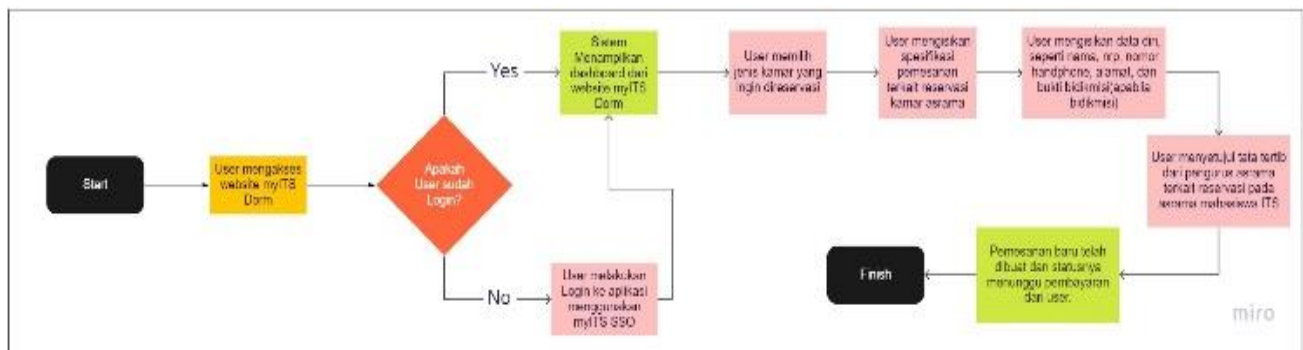 Start
User mengakses
website myITS
Dorm
Apakah
User sudah
Login?
Yes
No
Sistem
Menampilkan
dashboard dari
website myITS
Dorm
User melakukan
Login ke aplikasi
menggunakan
myITS SSO
User memilih
jenis kamar yang
ingin direservasi
User mengisikan
spesifikasi
pemesanan
terkait reservasi
kamar asrama
User mengisikan data diri,
seperti nama, nrp, nomor
handphone, alamat, dan
bukti bidikmisi(apabila
bidikmisi)
User menyetujui tata tertib
dari pengurus asrama
terkait reservasi pada
asrama mahasiswa ITS
Pemesanan baru telah
dibuat dan statusnya
menunggu pembayaran
dari user.
Finish
miro